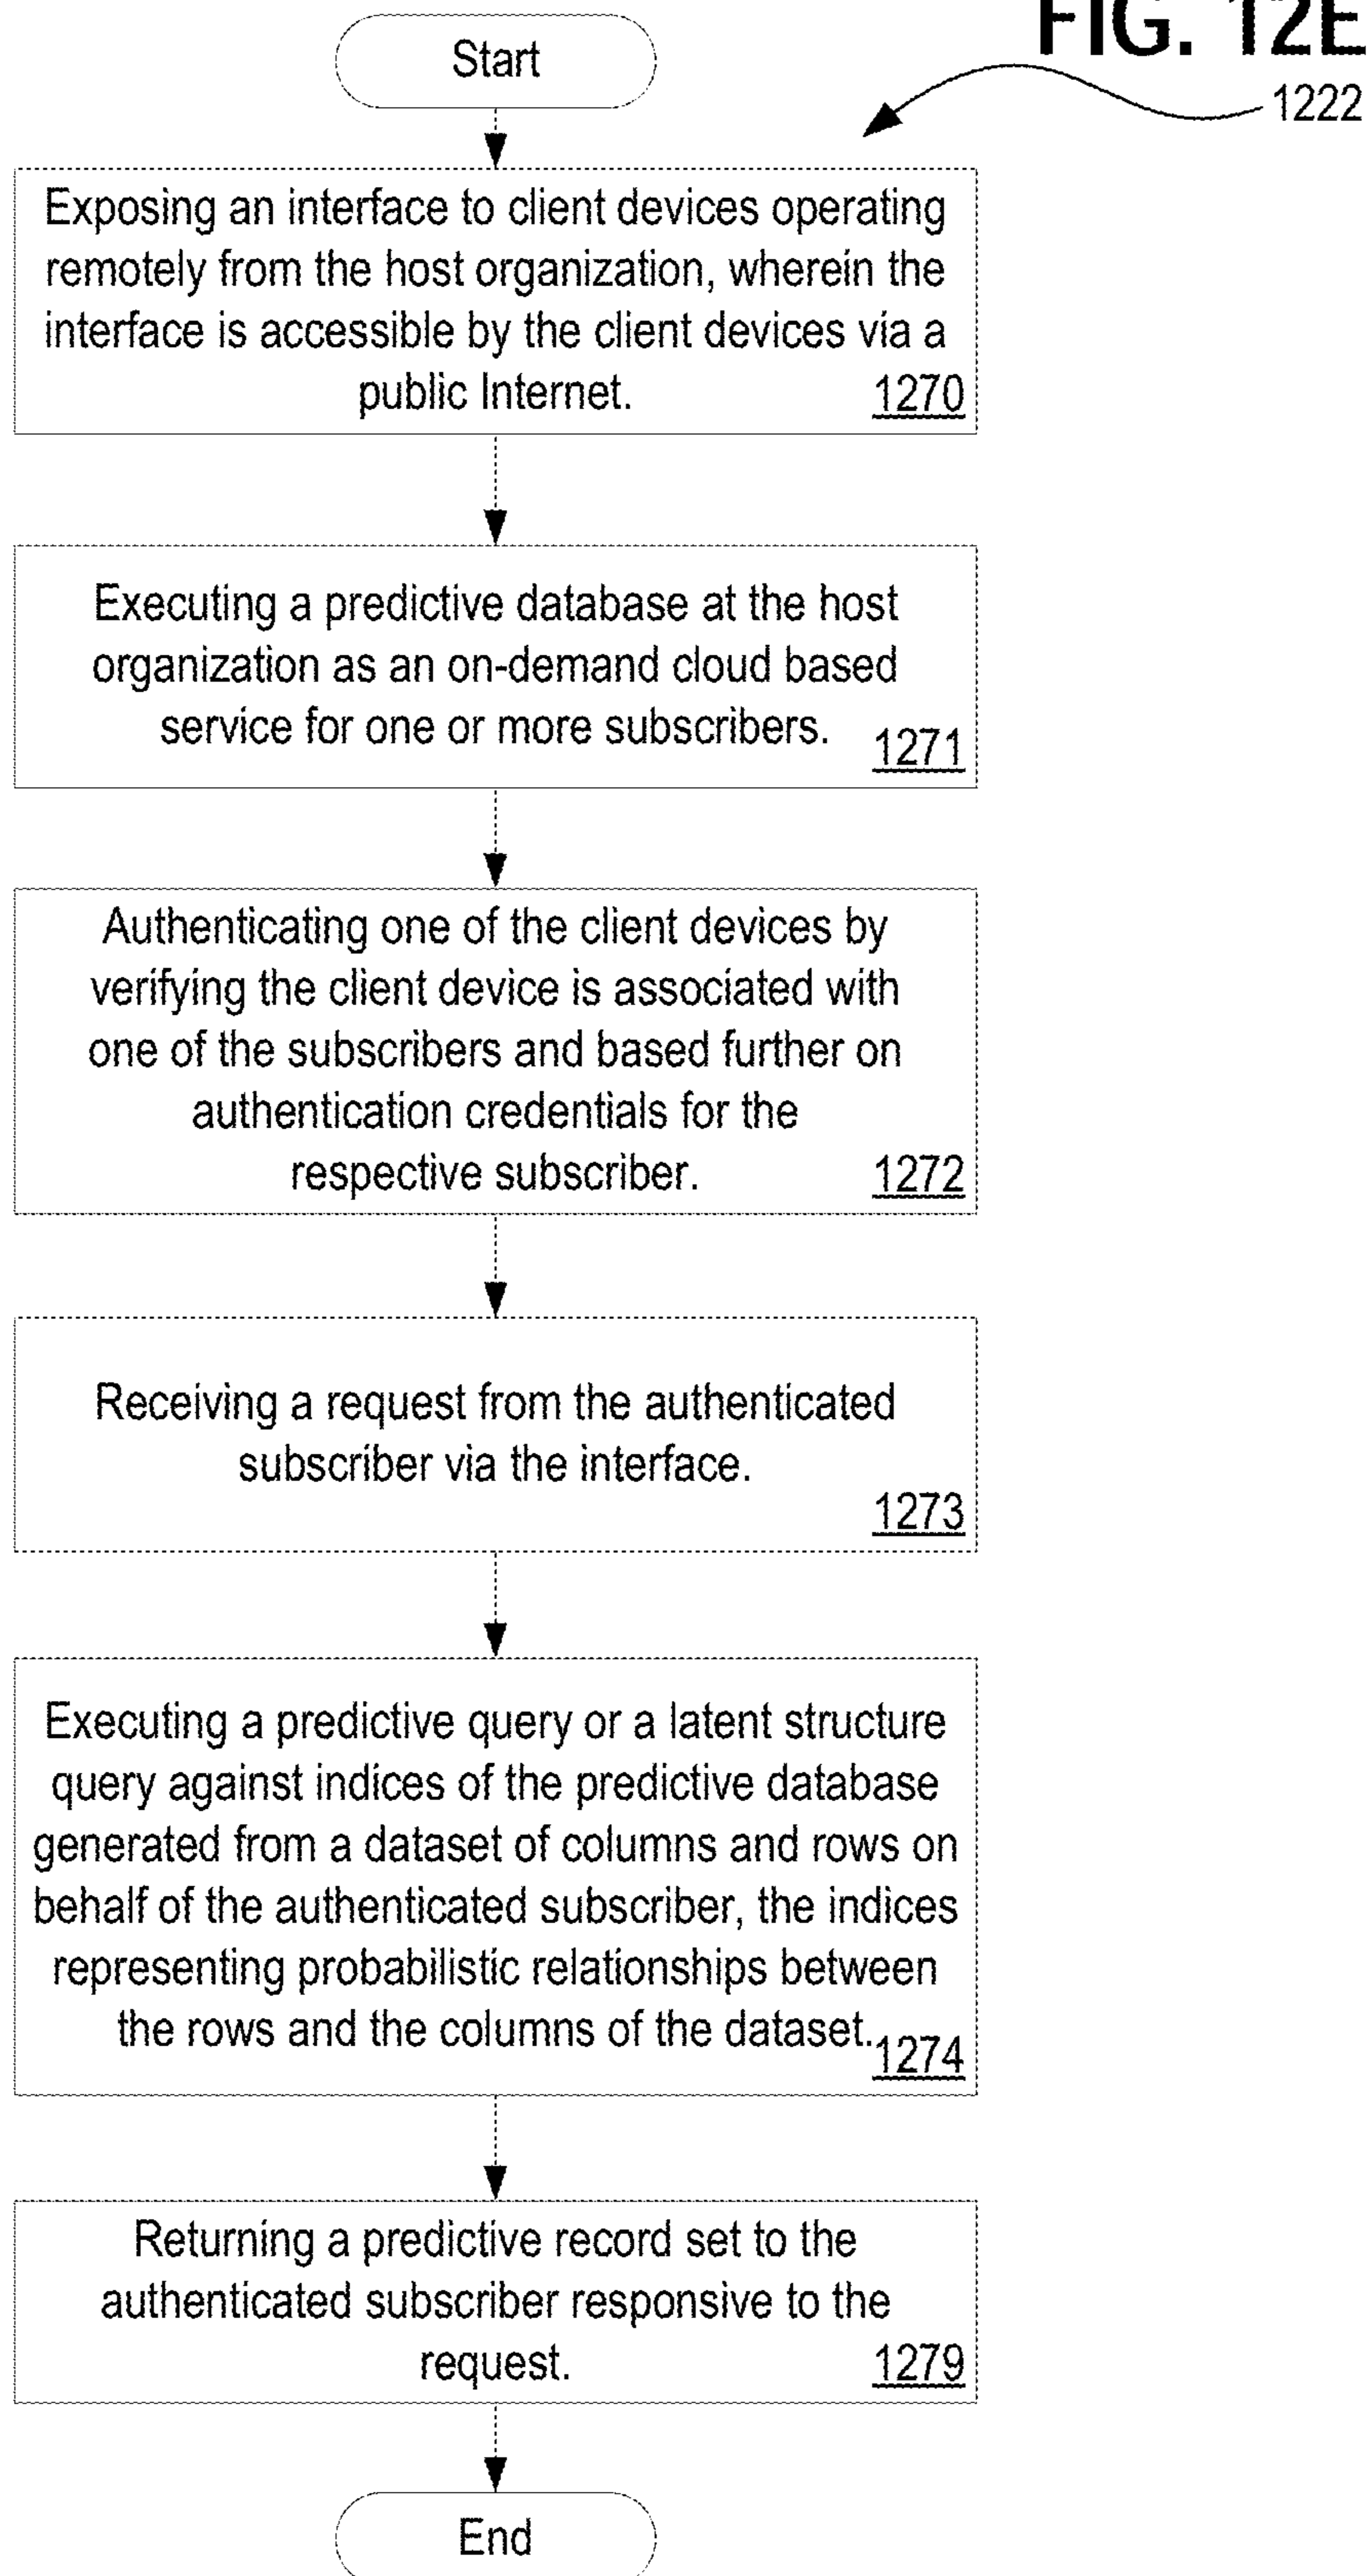 FIG. 12E
Start
1222
Exposing an interface to client devices operating
remotely from the host organization, wherein the
interface is accessible by the client devices via a
public Internet.
1270
Executing a predictive database at the host
organization as an on-demand cloud based
service for one or more subscribers.
1271
Authenticating one of the client devices by
verifying the client device is associated with
one of the subscribers and based further on
authentication credentials for the
respective subscriber.
1272
Receiving a request from the authenticated
subscriber via the interface.
1273
Executing a predictive query or a latent structure
query against indices of the predictive database
generated from a dataset of columns and rows on
behalf of the authenticated subscriber, the indices
representing probabilistic relationships between
the rows and the columns of the dataset.
1274
Returning a predictive record set to the
authenticated subscriber responsive to the
request.
1279
End